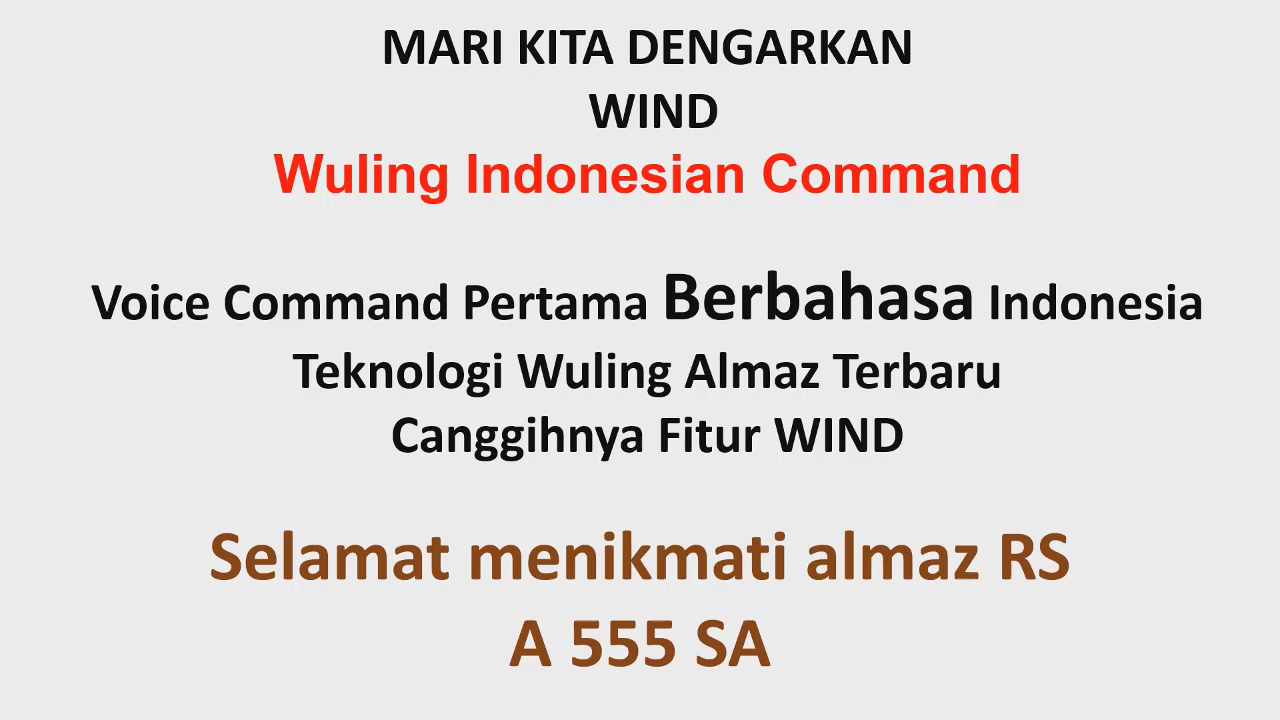 MARI KITA DENGARKAN
WIND
Wuling Indonesian Command
Voice Command Pertama Berbahasa Indonesia
Teknologi Wuling Almaz Terbaru
Canggihnya Fitur WIND
Selamat menikmati almaz RS
A 555 SA